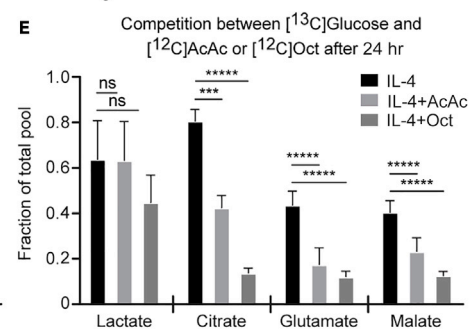 E
Competition between [¹³C]Glucose and
[¹²C]AcAc or [¹²C]Oct after 24 hr
Fraction of total pool
1.0
0.8
0.6
0.4
0.2
0
ns
ns
*****
***
*****
*****
*****
*****
IL-4
IL-4+AcAc
IL-4+Oct
Lactate
Citrate
Glutamate
Malate